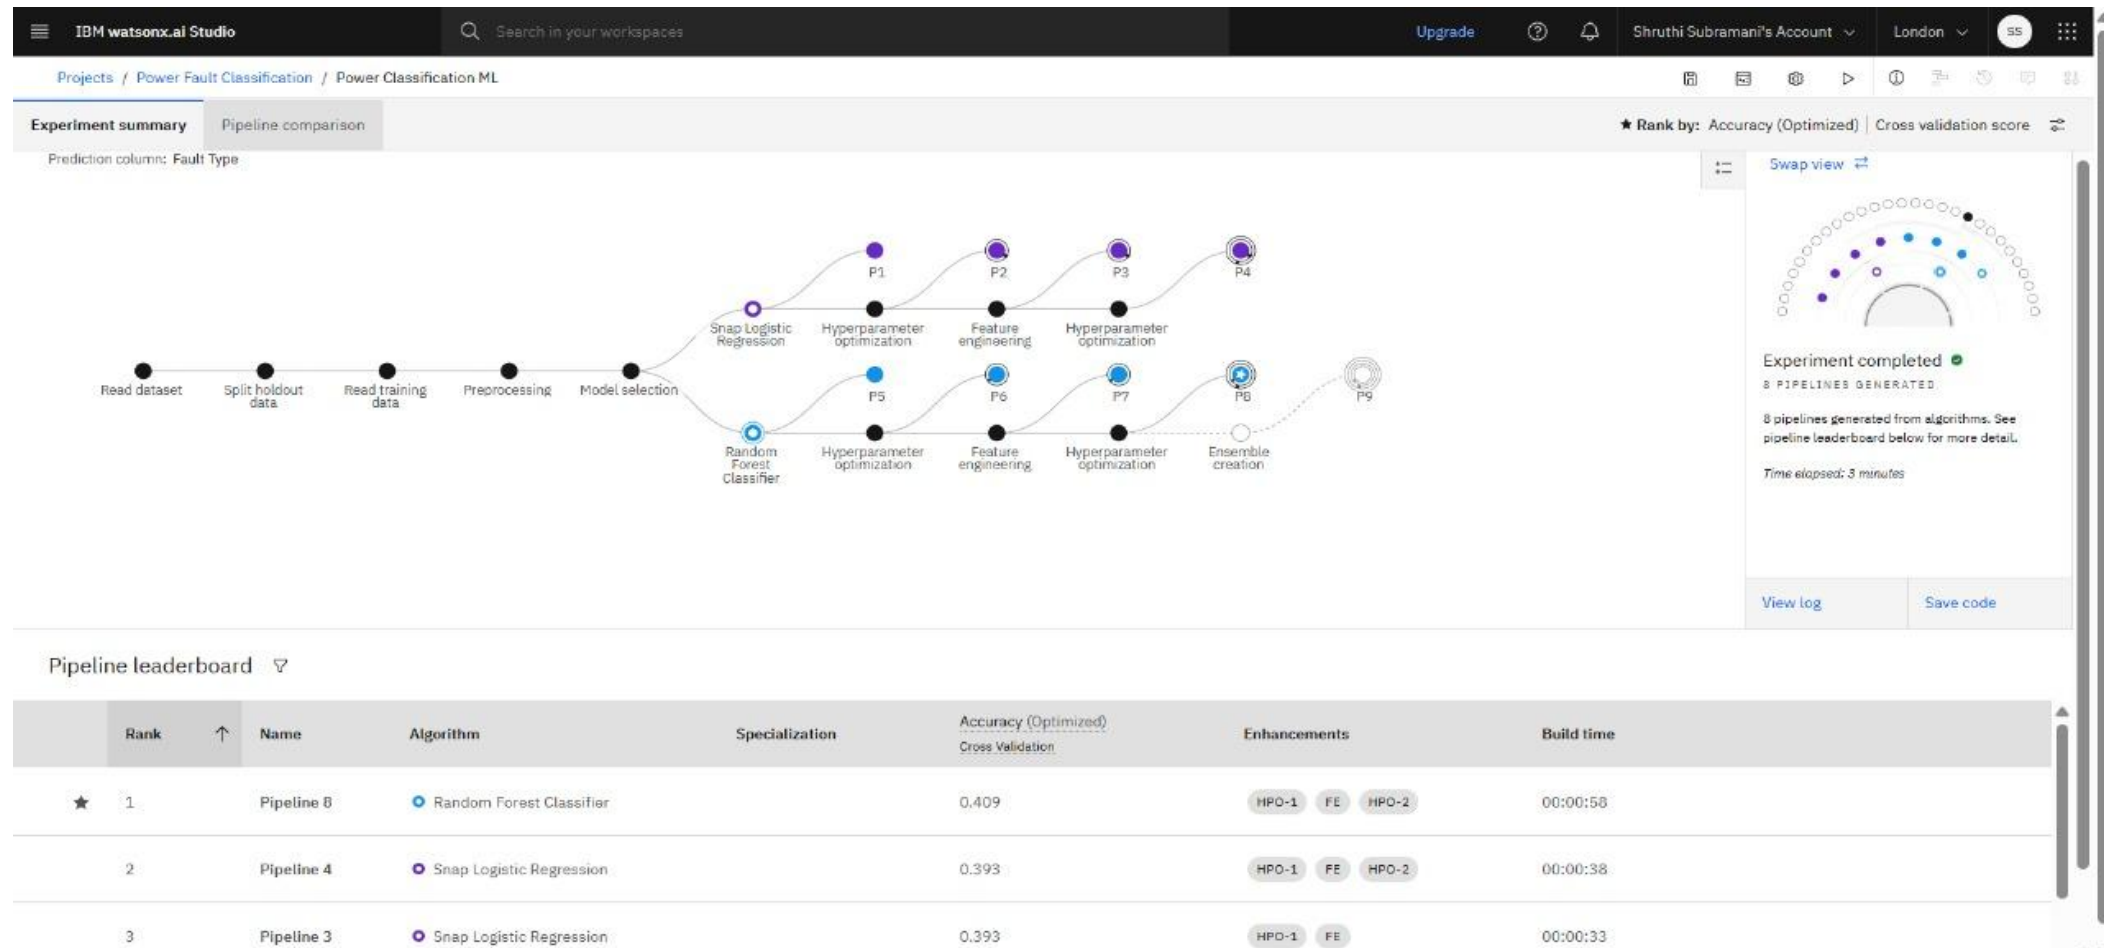 IBM watsonx.ai Studio
Search in your workspaces
Upgrade
Shruthi Subramani's Account
London
SS
Projects / Power Fault Classification / Power Classification ML
Experiment summary
Pipeline comparison
★ Rank by: Accuracy (Optimized) | Cross validation score
Prediction column: Fault Type
Swap view
P1
P2
P3
P4
Snap Logistic
Regression
Hyperparameter
optimization
Feature
engineering
Hyperparameter
optimization
Read dataset
Split holdout
data
Read training
data
Preprocessing
Model selection
P5
P6
P7
P8
P9
Random
Forest
Classifier
Hyperparameter
optimization
Feature
engineering
Hyperparameter
optimization
Ensemble
creation
Experiment completed
8 PIPELINES GENERATED
8 pipelines generated from algorithms. See
pipeline leaderboard below for more detail.
Time elapsed: 3 minutes
View log
Save code
Pipeline leaderboard
Rank ↑ Name Algorithm Specialization Accuracy (Optimized) Enhancements Build time
Cross Validation
★ 1 Pipeline 8 Random Forest Classifier 0.409 HPO-1 FE HPO-2 00:00:58
2 Pipeline 4 Snap Logistic Regression 0.393 HPO-1 FE HPO-2 00:00:38
3 Pipeline 3 Snap Logistic Regression 0.393 HPO-1 FE 00:00:33